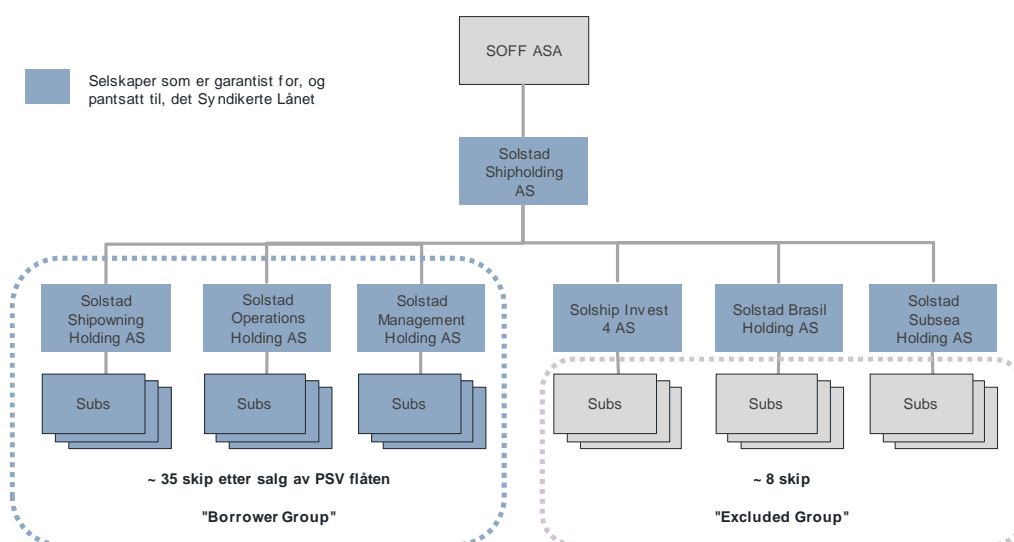 SOFF ASA
Selskaper som er garantist for, og
pantsatt til, det Syndikerte Lånet
Solstad
Shipholding
AS
Solstad
Shipowning
Holding AS
Solstad
Operations
Holding AS
Solstad
Management
Holding AS
Solship Invest
4 AS
Solstad Brasil
Holding AS
Solstad
Subsea
Holding AS
Subs
Subs
Subs
Subs
Subs
Subs
~ 35 skip etter salg av PSV flåten
~ 8 skip
"Borrower Group"
"Excluded Group"